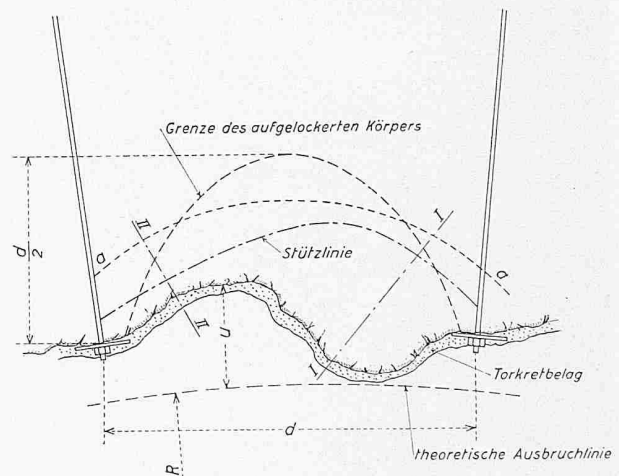 Grenze des aufgelockerten Körpers
II
I
a
d/2
Stützlinie
a
II
u
I
Torkretbelag
d
theoretische Ausbruchlinie
R